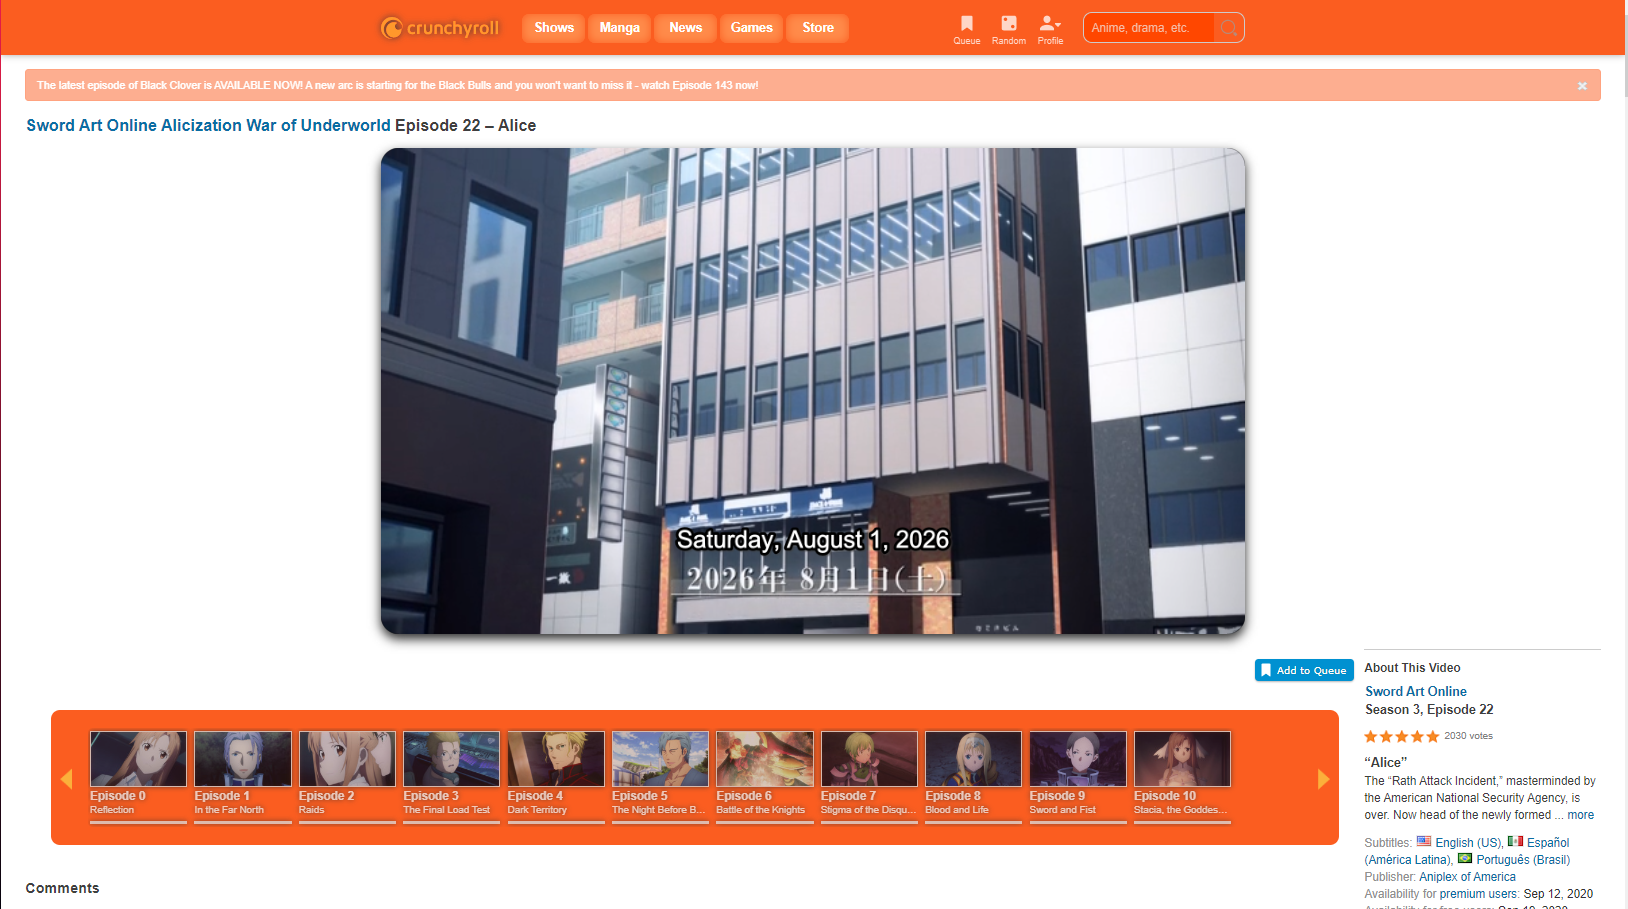 crunchyroll
Shows Manga News Games Store
Queue Random Profile
Anime, drama, etc.
The latest episode of Black Clover is AVAILABLE NOW! A new arc is starting for the Black Bulls and you won't want to miss it - watch Episode 143 now!
Sword Art Online Alicization War of Underworld Episode 22 – Alice
Saturday, August 1, 2026
2026年 8月1日(土)
Add to Queue
Episode 0
Reflection
Episode 1
In the Far North
Episode 2
Raids
Episode 3
The Final Load Test
Episode 4
Dark Territory
Episode 5
The Night Before B...
Episode 6
Battle of the Knights
Episode 7
Stigma of the Disqu...
Episode 8
Blood and Life
Episode 9
Sword and Fist
Episode 10
Stacia, the Goddes...
Comments
About This Video
Sword Art Online
Season 3, Episode 22
2030 votes
“Alice”
The “Rath Attack Incident,” masterminded by
the American National Security Agency, is
over. Now head of the newly formed ... more
Subtitles: English (US), Español
(América Latina), Português (Brasil)
Publisher: Aniplex of America
Availability for premium users: Sep 12, 2020